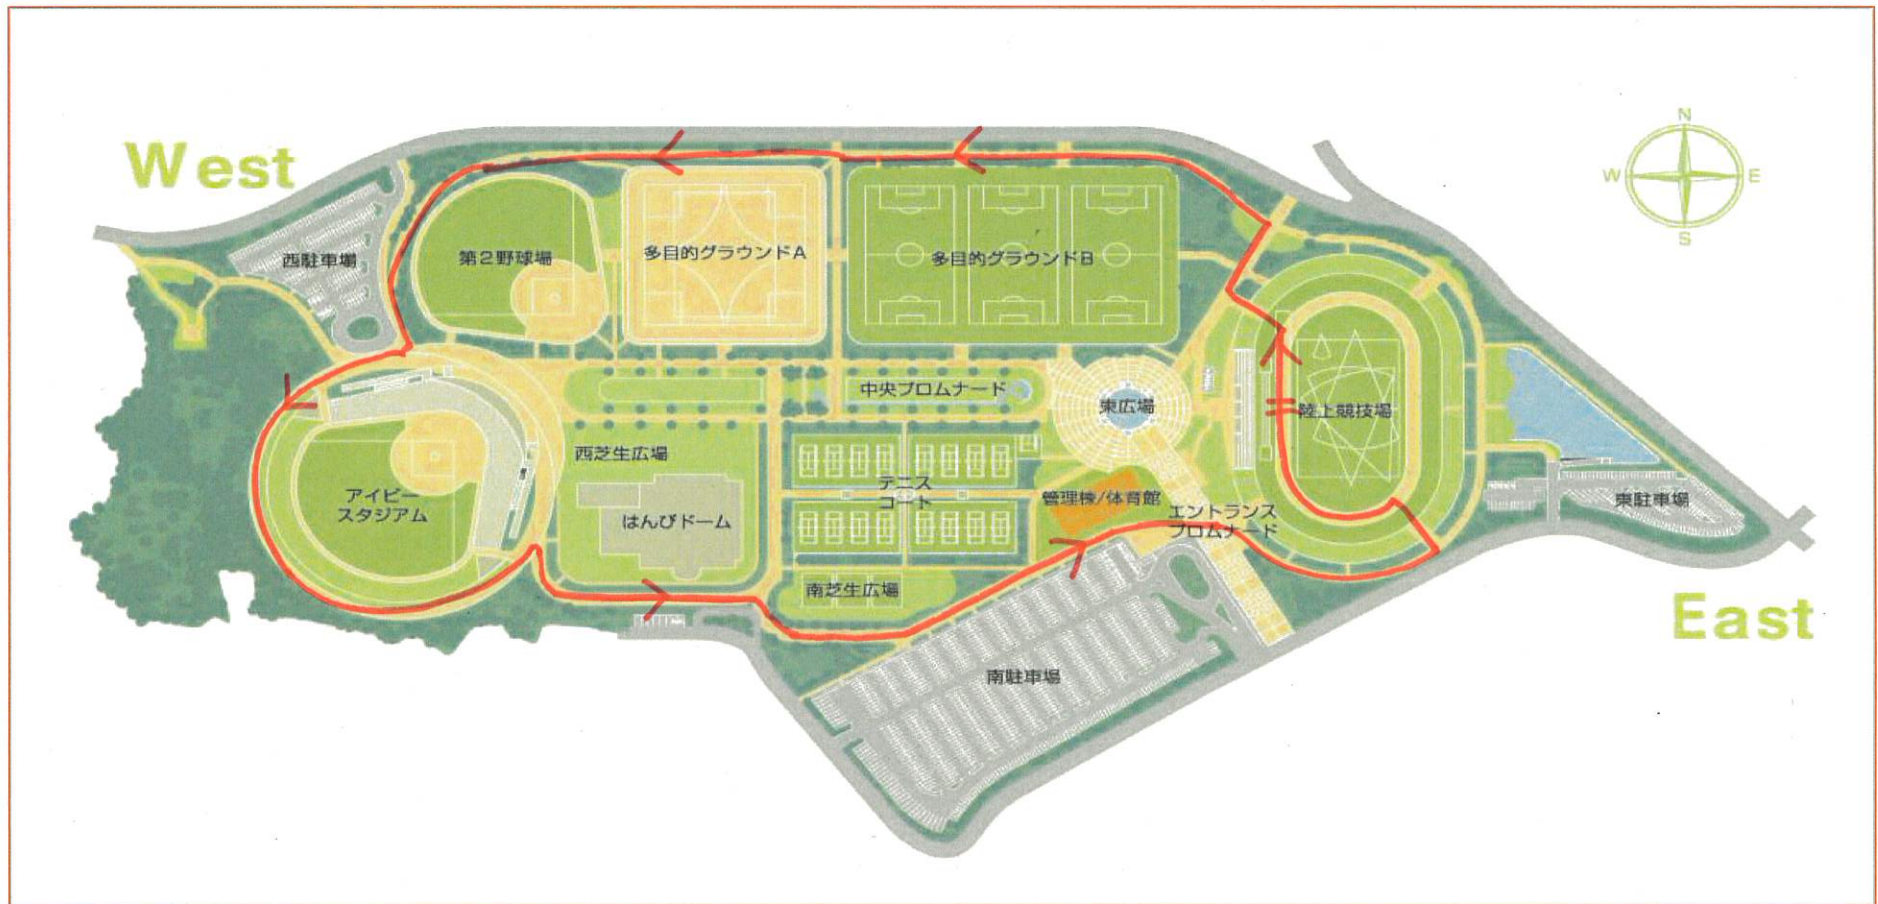 West
N
W
E
S
西駐車場
第2野球場
多目的グラウンドA
多目的グラウンドB
中央プロムナード
東広場
陸上競技場
西芝生広場
テニス
コート
アイビー
スタジアム
はんびドーム
管理棟/体育館
エントランス
プロムナード
東駐車場
南芝生広場
南駐車場
East